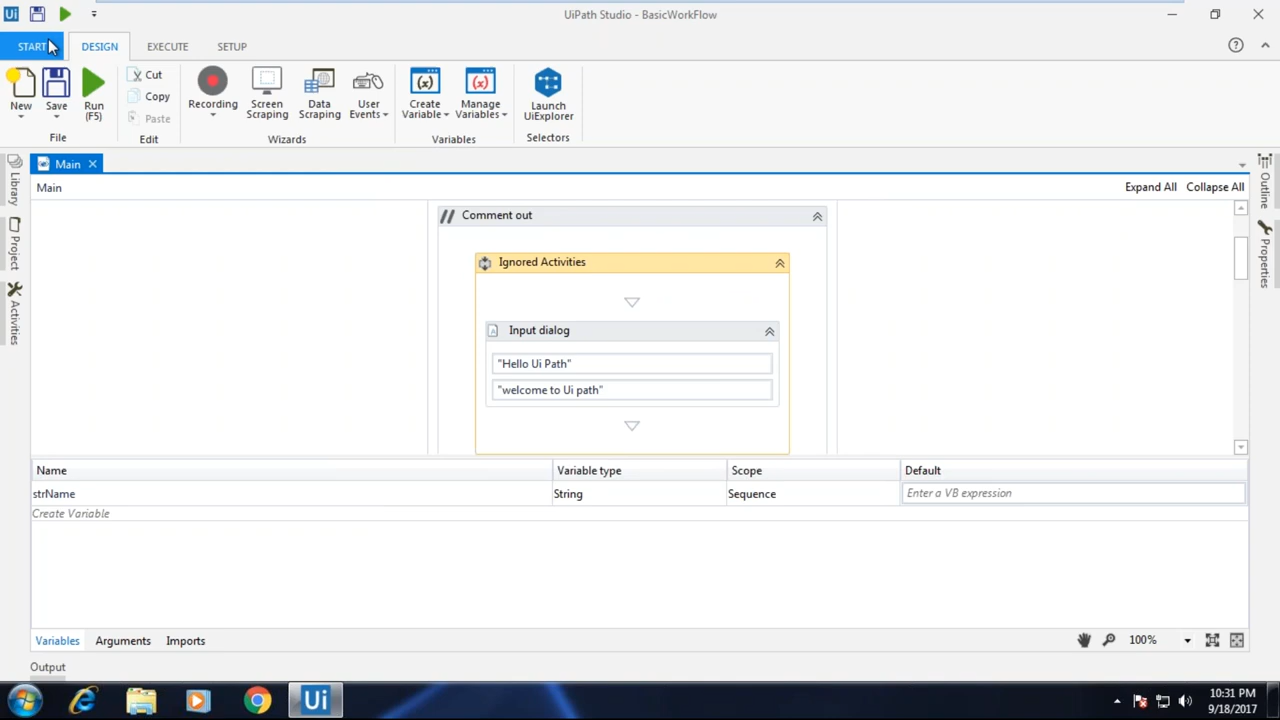 Ui
UiPath Studio - BasicWorkFlow
START
DESIGN
EXECUTE
SETUP
New
Save
Run
(F5)
File
Cut
Copy
Paste
Edit
Recording
Screen
Scraping
Data
Scraping
User
Events
Wizards
Create
Variable
Manage
Variables
Variables
Launch
UiExplorer
Selectors
Main
Main
Expand All
Collapse All
Library
Project
Activities
Outline
Properties
// Comment out
Ignored Activities
Input dialog
"Hello Ui Path"
"welcome to Ui path"
Name
Variable type
Scope
Default
strName
String
Sequence
Enter a VB expression
Create Variable
Variables
Arguments
Imports
100%
Output
Ui
10:31 PM
9/18/2017